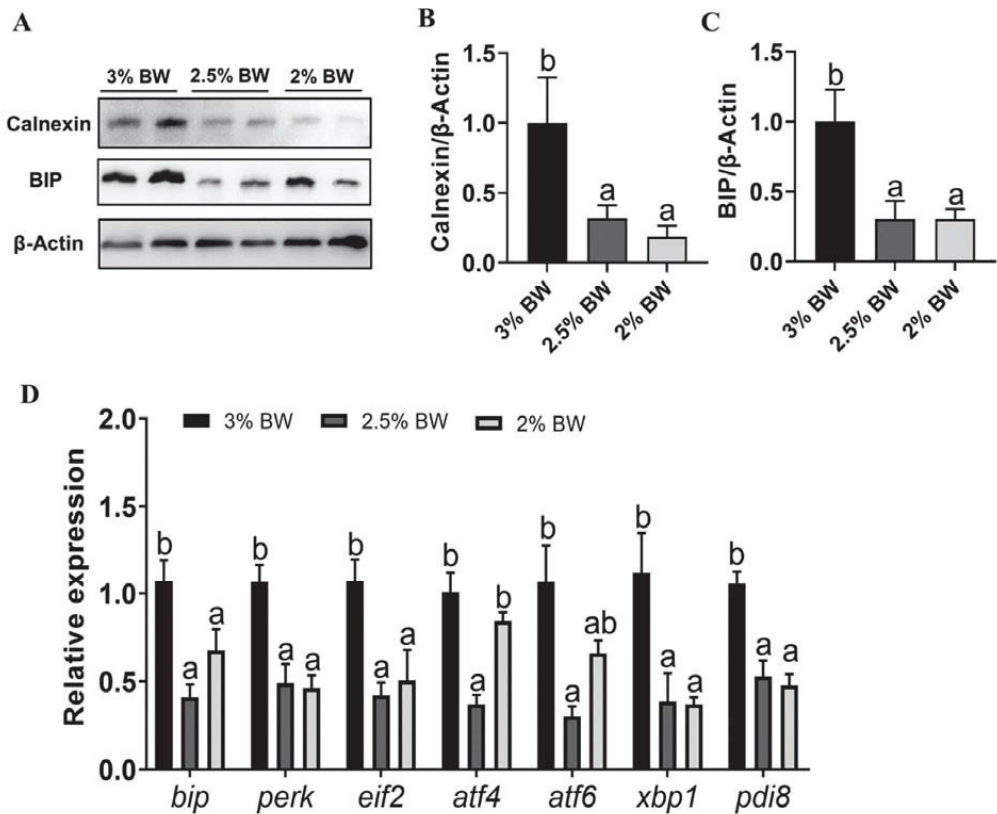 A
3% BW 2.5% BW 2% BW
Calnexin
BIP
β-Actin
B
Calnexin/β-Actin
1.5
1.0
0.5
0.0
b
a
a
3% BW
2.5% BW
2% BW
C
BIP/β-Actin
1.5
1.0
0.5
0.0
b
a
a
3% BW
2.5% BW
2% BW
D
3% BW 2.5% BW 2% BW
Relative expression
2.0
1.5
1.0
0.5
0.0
b a a
b a a
b a a
b a b
b a ab
b a a
b a a
bip perk eif2 atf4 atf6 xbp1 pdi8